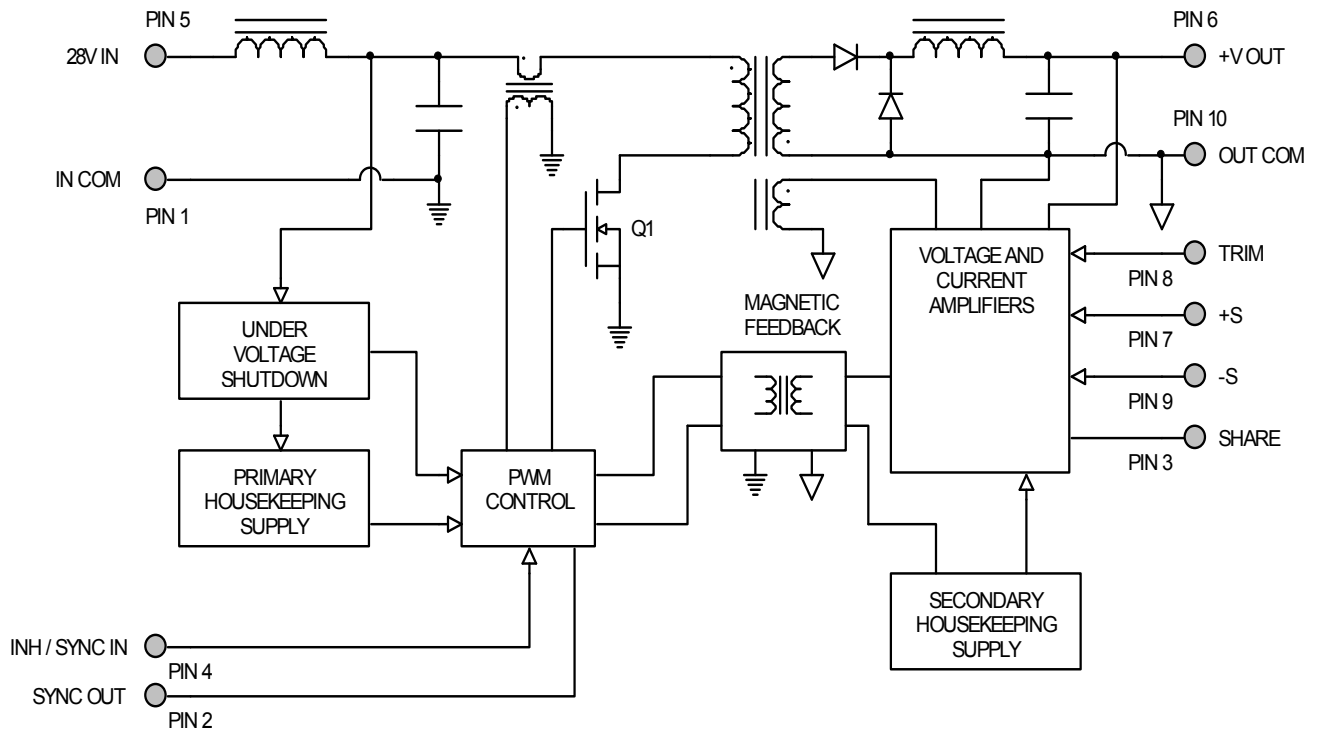 PIN 5
28V IN
IN COM
PIN 1
PIN 6
+V OUT
PIN 10
OUT COM
Q1
UNDER
VOLTAGE
SHUTDOWN
PRIMARY
HOUSEKEEPING
SUPPLY
PWM
CONTROL
MAGNETIC
FEEDBACK
VOLTAGE AND
CURRENT
AMPLIFIERS
TRIM
PIN 8
+S
PIN 7
-S
PIN 9
SHARE
PIN 3
SECONDARY
HOUSEKEEPING
SUPPLY
INH / SYNC IN
PIN 4
SYNC OUT
PIN 2